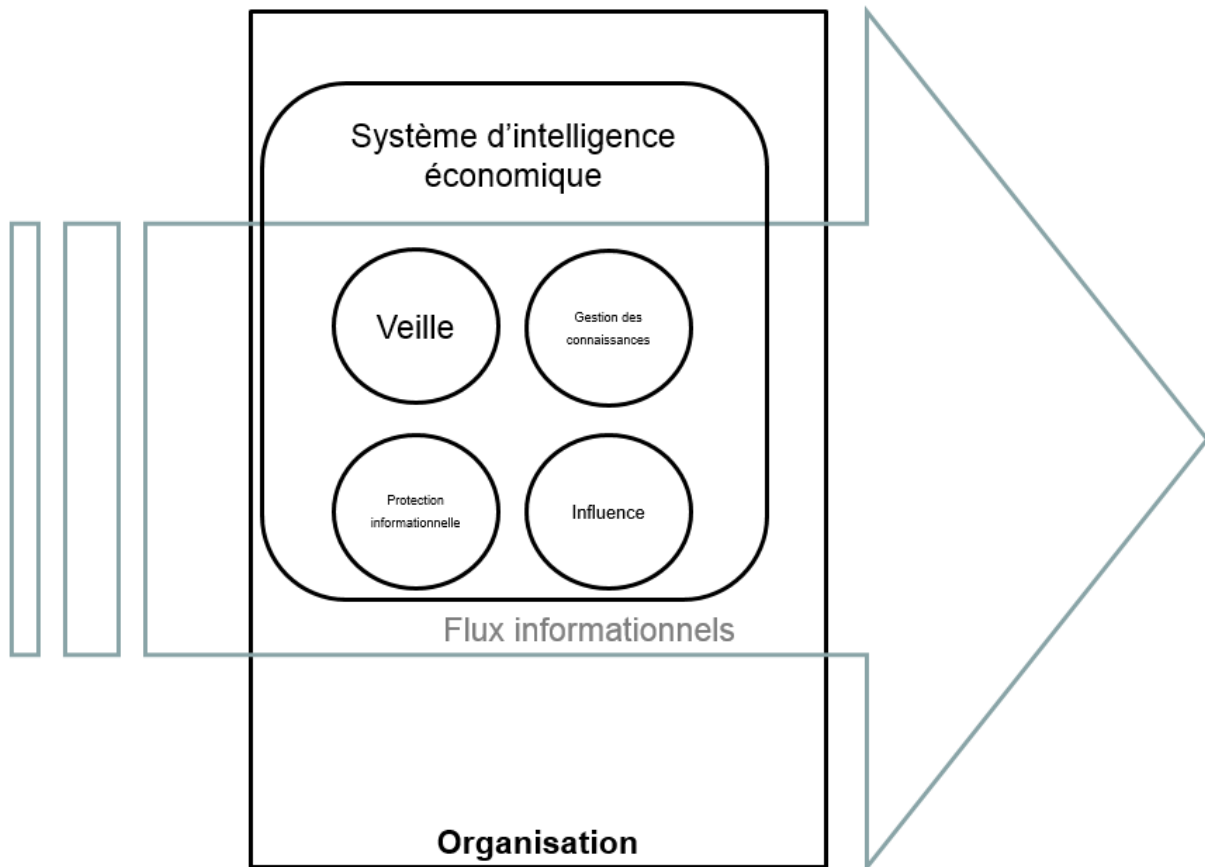 Système d’intelligence
économique
Veille
Gestion des
connaissances
Protection
informationnelle
Influence
Flux informationnels
Organisation